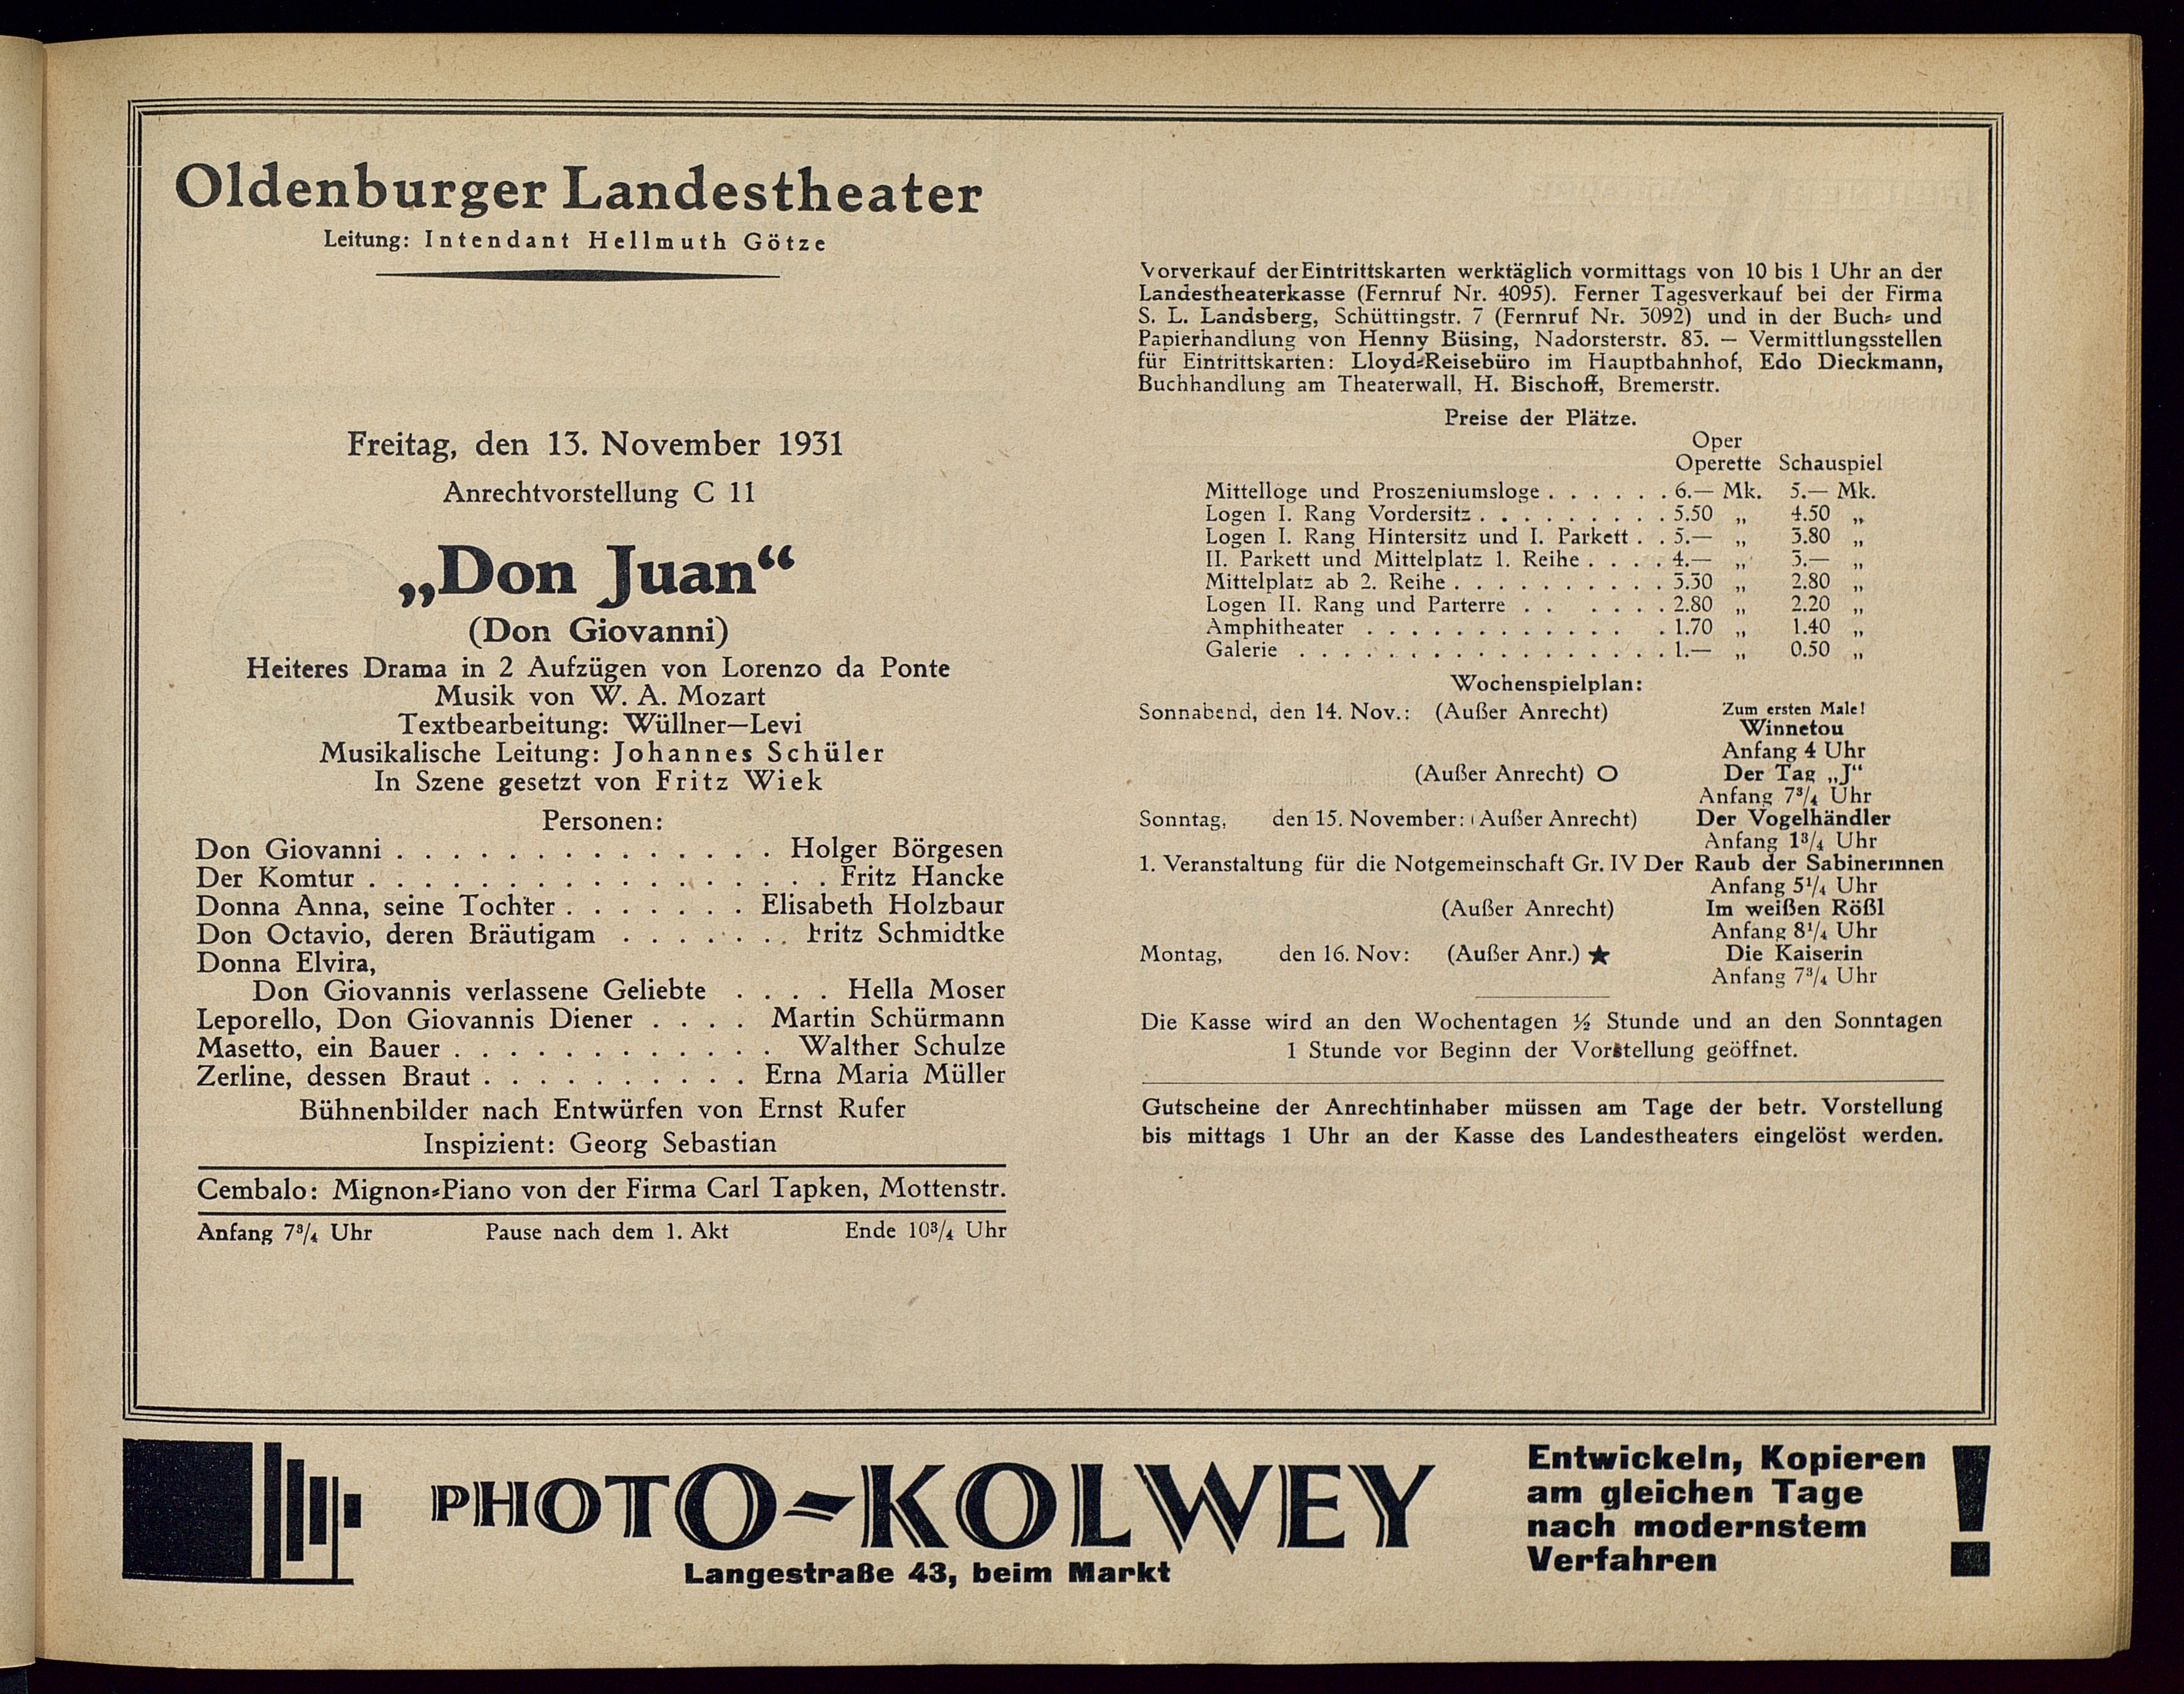 Oldenburger Landestheater
Leitung: Intendant Hellmuth Götze
Freitag, den 13. November 1931
Anrechtvorstellung C 11
„Don Juan“
(Don Giovanni)
Heiteres Drama in 2 Aufzügen von Lorenzo da Ponte
Musik von W. A. Mozart
Textbearbeitung: Wüllner—Levi
Musikalische Leitung: Johannes Schüler
In Szene gesetzt von Fritz Wiek
Personen:
Don Giovanni . . . . . . . . . . . . . . Holger Börgesen
Der Komtur . . . . . . . . . . . . . . . . . Fritz Hancke
Donna Anna, seine Tochter . . . . . . . Elisabeth Holzbaur
Don Octavio, deren Bräutigam . . . . . . . Fritz Schmidtke
Donna Elvira,
Don Giovannis verlassene Geliebte . . . . Hella Moser
Leporello, Don Giovannis Diener . . . . Martin Schürmann
Masetto, ein Bauer . . . . . . . . . . . . Walther Schulze
Zerline, dessen Braut . . . . . . . . . . Erna Maria Müller
Bühnenbilder nach Entwürfen von Ernst Rufer
Inspizient: Georg Sebastian
Cembalo: Mignon-Piano von der Firma Carl Tapken, Mottenstr.
Anfang 7¾ Uhr Pause nach dem 1. Akt Ende 10¾ Uhr
Vorverkauf der Eintrittskarten werktäglich vormittags von 10 bis 1 Uhr an der
Landestheaterkasse (Fernruf Nr. 4095). Ferner Tagesverkauf bei der Firma
S. L. Landsberg, Schüttingstr. 7 (Fernruf Nr. 3092) und in der Buch- und
Papierhandlung von Henny Büsing, Nadorsterstr. 83. — Vermittlungsstellen
für Eintrittskarten: Lloyd-Reisebüro im Hauptbahnhof, Edo Dieckmann,
Buchhandlung am Theaterwall, H. Bischoff, Bremerstr.
Preise der Plätze.
Oper
Operette Schauspiel
Mittelloge und Proszeniumsloge . . . . . . 6.— Mk. 5.— Mk.
Logen I. Rang Vordersitz . . . . . . . . . 5.50 „ 4.50 „
Logen I. Rang Hintersitz und I. Parkett . . 5.— „ 3.80 „
II. Parkett und Mittelplatz 1. Reihe . . . . 4.— „ 3.— „
Mittelplatz ab 2. Reihe . . . . . . . . . . 3.30 „ 2.80 „
Logen II. Rang und Parterre . . . . . . 2.80 „ 2.20 „
Amphitheater . . . . . . . . . . . . . 1.70 „ 1.40 „
Galerie . . . . . . . . . . . . . . . . . 1.— „ 0.50 „
Wochenspielplan:
Sonnabend, den 14. Nov.: (Außer Anrecht) Zum ersten Male!
Winnetou
Anfang 4 Uhr
(Außer Anrecht) O Der Tag „J“
Anfang 7¾ Uhr
Sonntag, den 15. November: (Außer Anrecht) Der Vogelhändler
Anfang 1¾ Uhr
1. Veranstaltung für die Notgemeinschaft Gr. IV Der Raub der Sabinerinnen
Anfang 5¼ Uhr
(Außer Anrecht) Im weißen Rößl
Anfang 8¼ Uhr
Montag, den 16. Nov: (Außer Anr.) ★ Die Kaiserin
Anfang 7¾ Uhr
Die Kasse wird an den Wochentagen ½ Stunde und an den Sonntagen
1 Stunde vor Beginn der Vorstellung geöffnet.
Gutscheine der Anrechtinhaber müssen am Tage der betr. Vorstellung
bis mittags 1 Uhr an der Kasse des Landestheaters eingelöst werden.
PHOTO-KOLWEY
Langestraße 43, beim Markt
Entwickeln, Kopieren
am gleichen Tage
nach modernstem
Verfahren !